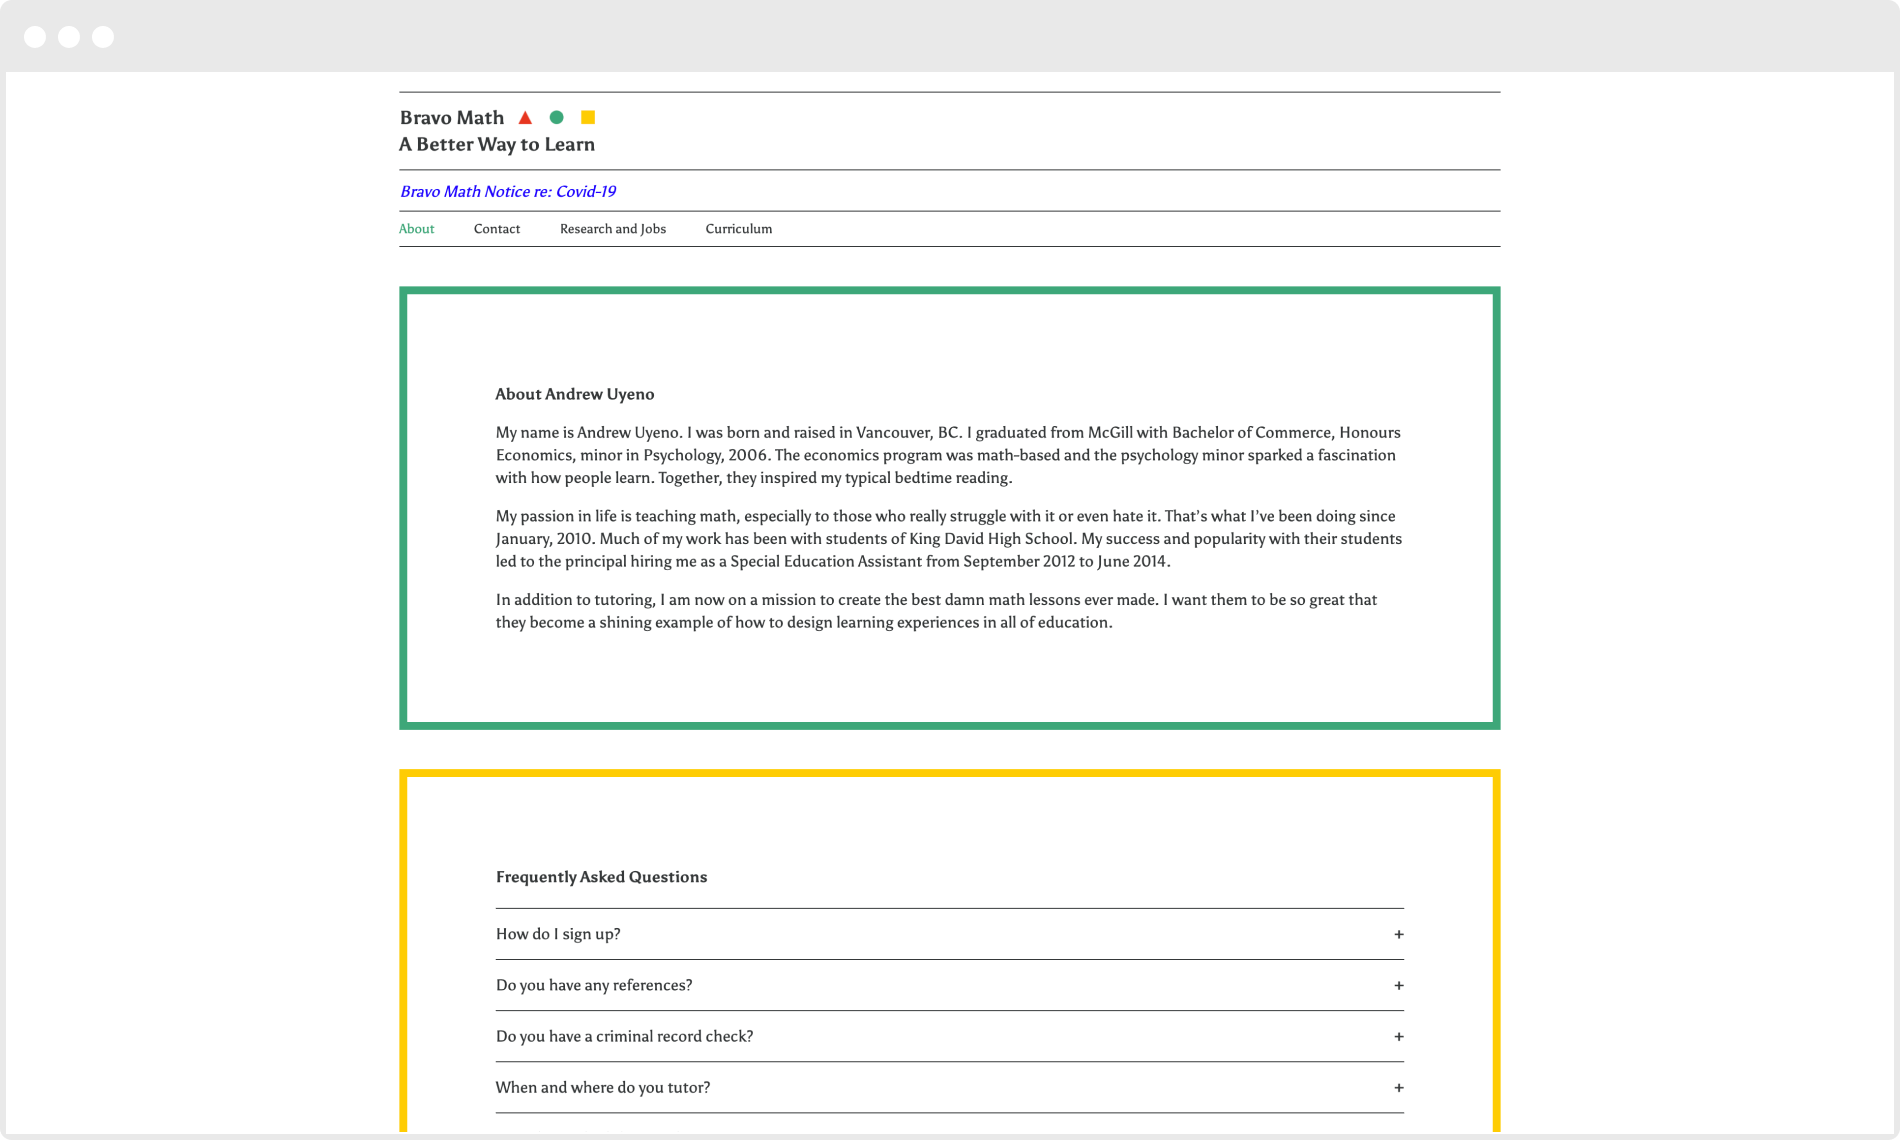 Bravo Math
A Better Way to Learn
Bravo Math Notice re: Covid-19
About Contact Research and Jobs Curriculum
About Andrew Uyeno
My name is Andrew Uyeno. I was born and raised in Vancouver, BC. I graduated from McGill with Bachelor of Commerce, Honours
Economics, minor in Psychology, 2006. The economics program was math-based and the psychology minor sparked a fascination
with how people learn. Together, they inspired my typical bedtime reading.
My passion in life is teaching math, especially to those who really struggle with it or even hate it. That’s what I’ve been doing since
January, 2010. Much of my work has been with students of King David High School. My success and popularity with their students
led to the principal hiring me as a Special Education Assistant from September 2012 to June 2014.
In addition to tutoring, I am now on a mission to create the best damn math lessons ever made. I want them to be so great that
they become a shining example of how to design learning experiences in all of education.
Frequently Asked Questions
How do I sign up? +
Do you have any references? +
Do you have a criminal record check? +
When and where do you tutor? +